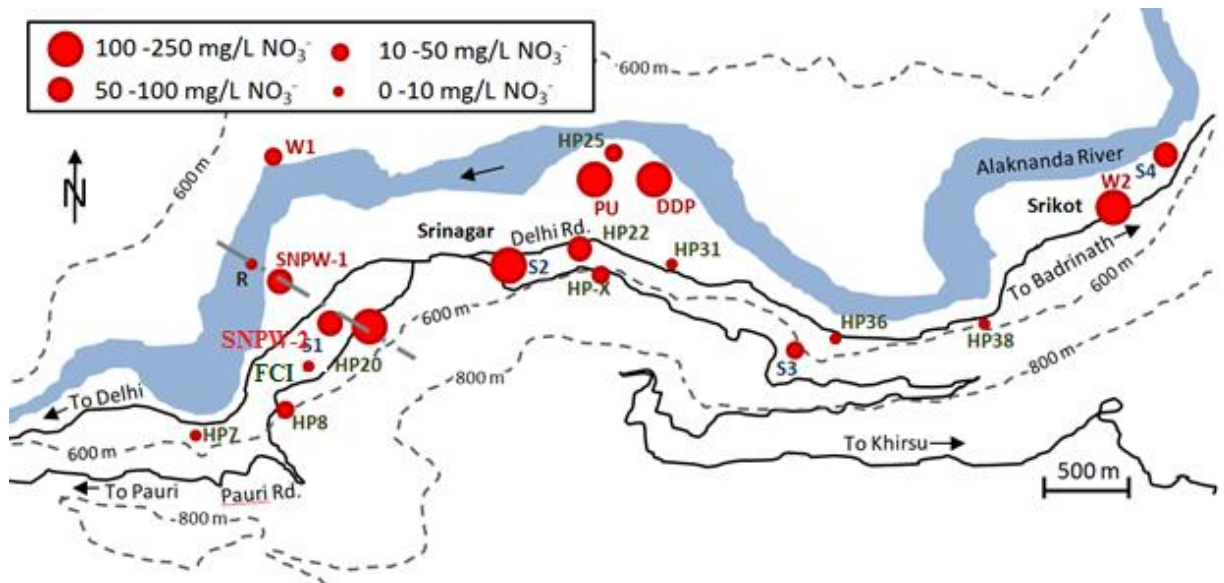 100 -250 mg/L NO₃⁻
10 -50 mg/L NO₃⁻
50 -100 mg/L NO₃⁻
0 -10 mg/L NO₃⁻
600 m
600 m
N
W1
HP25
Alaknanda River
S4
W2
PU
DDP
Srikot
Srinagar
Delhi Rd.
HP22
HP31
To Badrinath
R
SNPW-1
S2
HP-X
600 m
600 m
SNPW-2
S1
HP20
HP36
HP38
S3
FCI
800 m
800 m
To Delhi
HP7
HP8
600 m
To Khirsu
500 m
To Pauri
Pauri Rd.
800 m